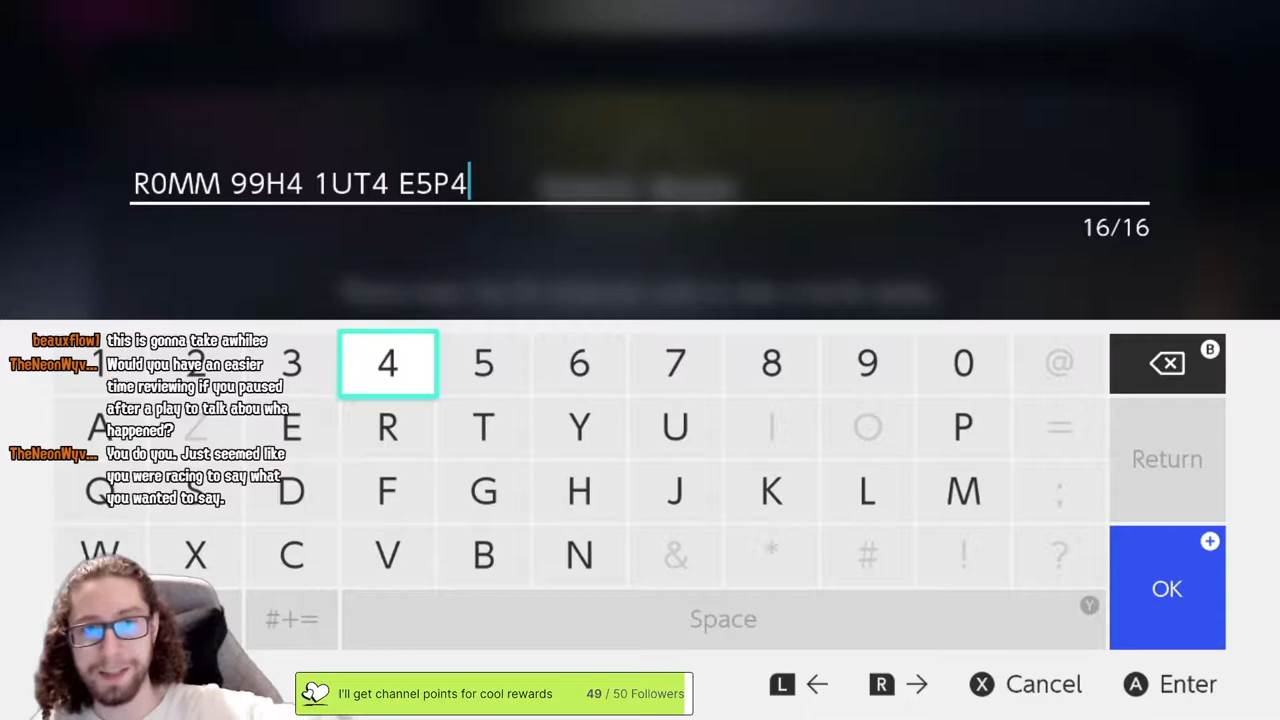 R0MM 99H4 1UT4 E5P4
16/16
beauxflow1 this is gonna take awhilee
TheNeonWyv... Would you have an easier
time reviewing if you paused
after a play to talk abou wha
happened?
TheNeonWyv... You do you. Just seemed like
you were racing to say what
you wanted to say.
1 2 3 4 5 6 7 8 9 0 @
B
A Z E R T Y U I O P =
Return
Q S D F G H J K L M ;
W X C V B N & * # ! ?
+
OK
#+= Space Y
I'll get channel points for cool rewards 49 / 50 Followers
L ← R → X Cancel A Enter